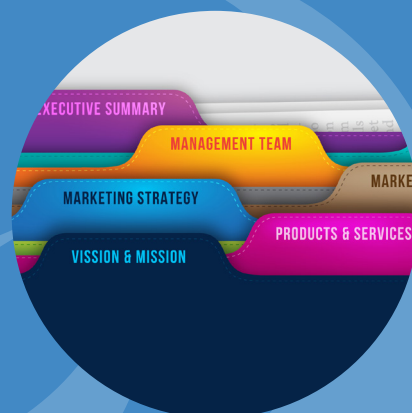 EXECUTIVE SUMMARY
MANAGEMENT TEAM
MARKE
MARKETING STRATEGY
PRODUCTS & SERVICES
VISSION & MISSION